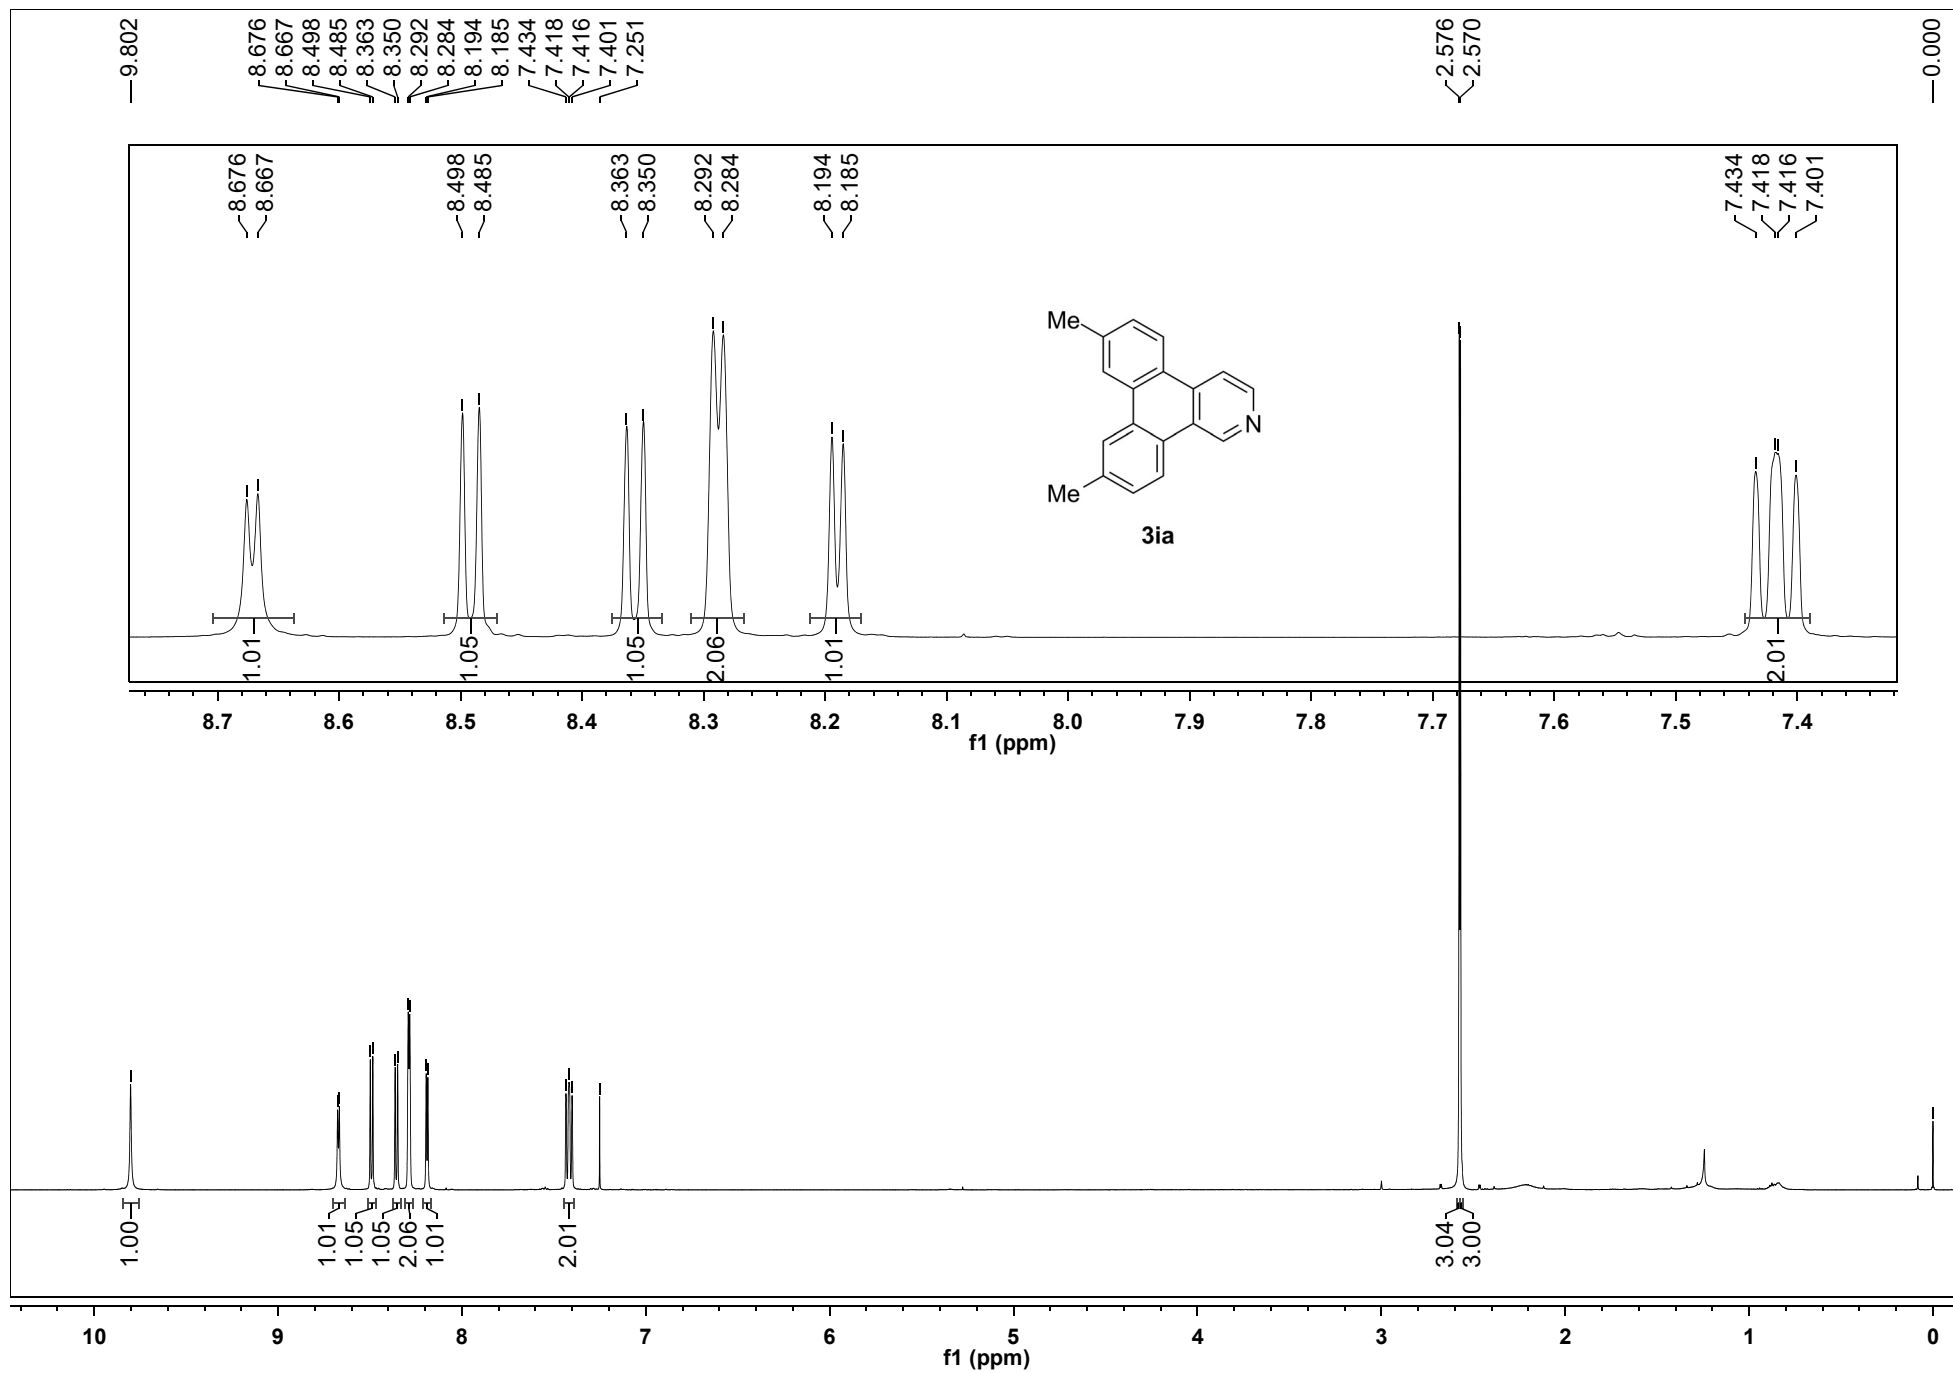 9.802 8.676 8.667 8.498 8.485 8.363 8.350 8.292 8.284 8.194 8.185 7.434 7.418 7.416 7.401 7.251 2.576 2.570 0.000
8.676 8.667 8.498 8.485 8.363 8.350 8.292 8.284 8.194 8.185 7.434 7.418 7.416 7.401
Me
N
Me
3ia
1.01 1.05 1.05 2.06 1.01 2.01
8.7 8.6 8.5 8.4 8.3 8.2 8.1 8.0 7.9 7.8 7.7 7.6 7.5 7.4
f1 (ppm)
1.00 1.01 1.05 1.05 2.06 1.01 2.01 3.04 3.00
10 9 8 7 6 5 4 3 2 1 0
f1 (ppm)